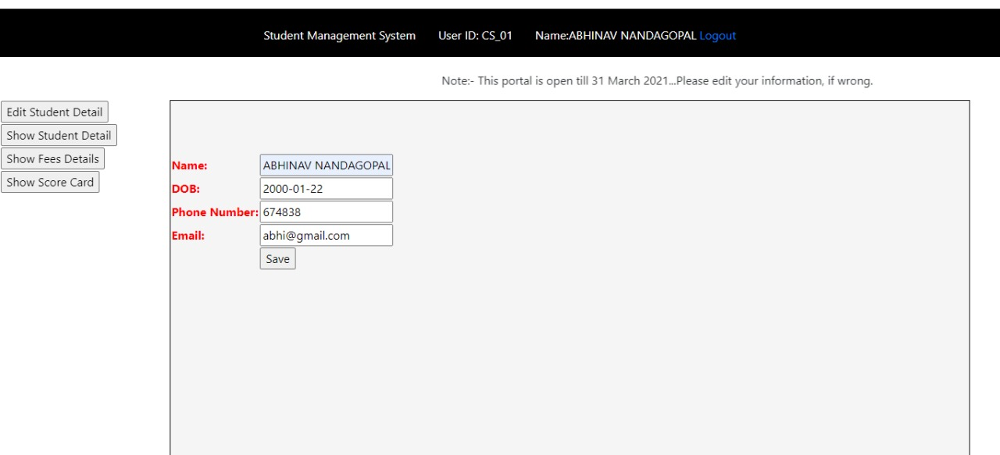 Student Management System User ID: CS_01 Name:ABHINAV NANDAGOPAL Logout
Note:- This portal is open till 31 March 2021...Please edit your information, if wrong.
Edit Student Detail
Show Student Detail
Show Fees Details
Show Score Card
Name: ABHINAV NANDAGOPAL
DOB: 2000-01-22
Phone Number: 674838
Email: abhi@gmail.com
Save